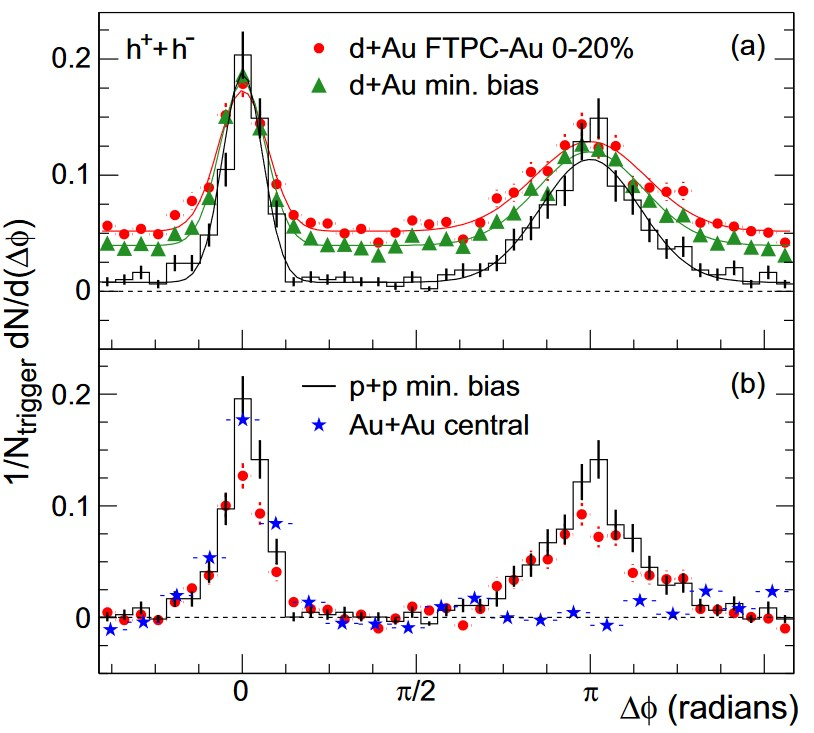 h⁺+h⁻
d+Au FTPC-Au 0-20%
d+Au min. bias
(a)
0.2
0.1
0
1/N_trigger dN/d(Δϕ)
p+p min. bias
Au+Au central
(b)
0.2
0.1
0
0 π/2 π
Δϕ (radians)